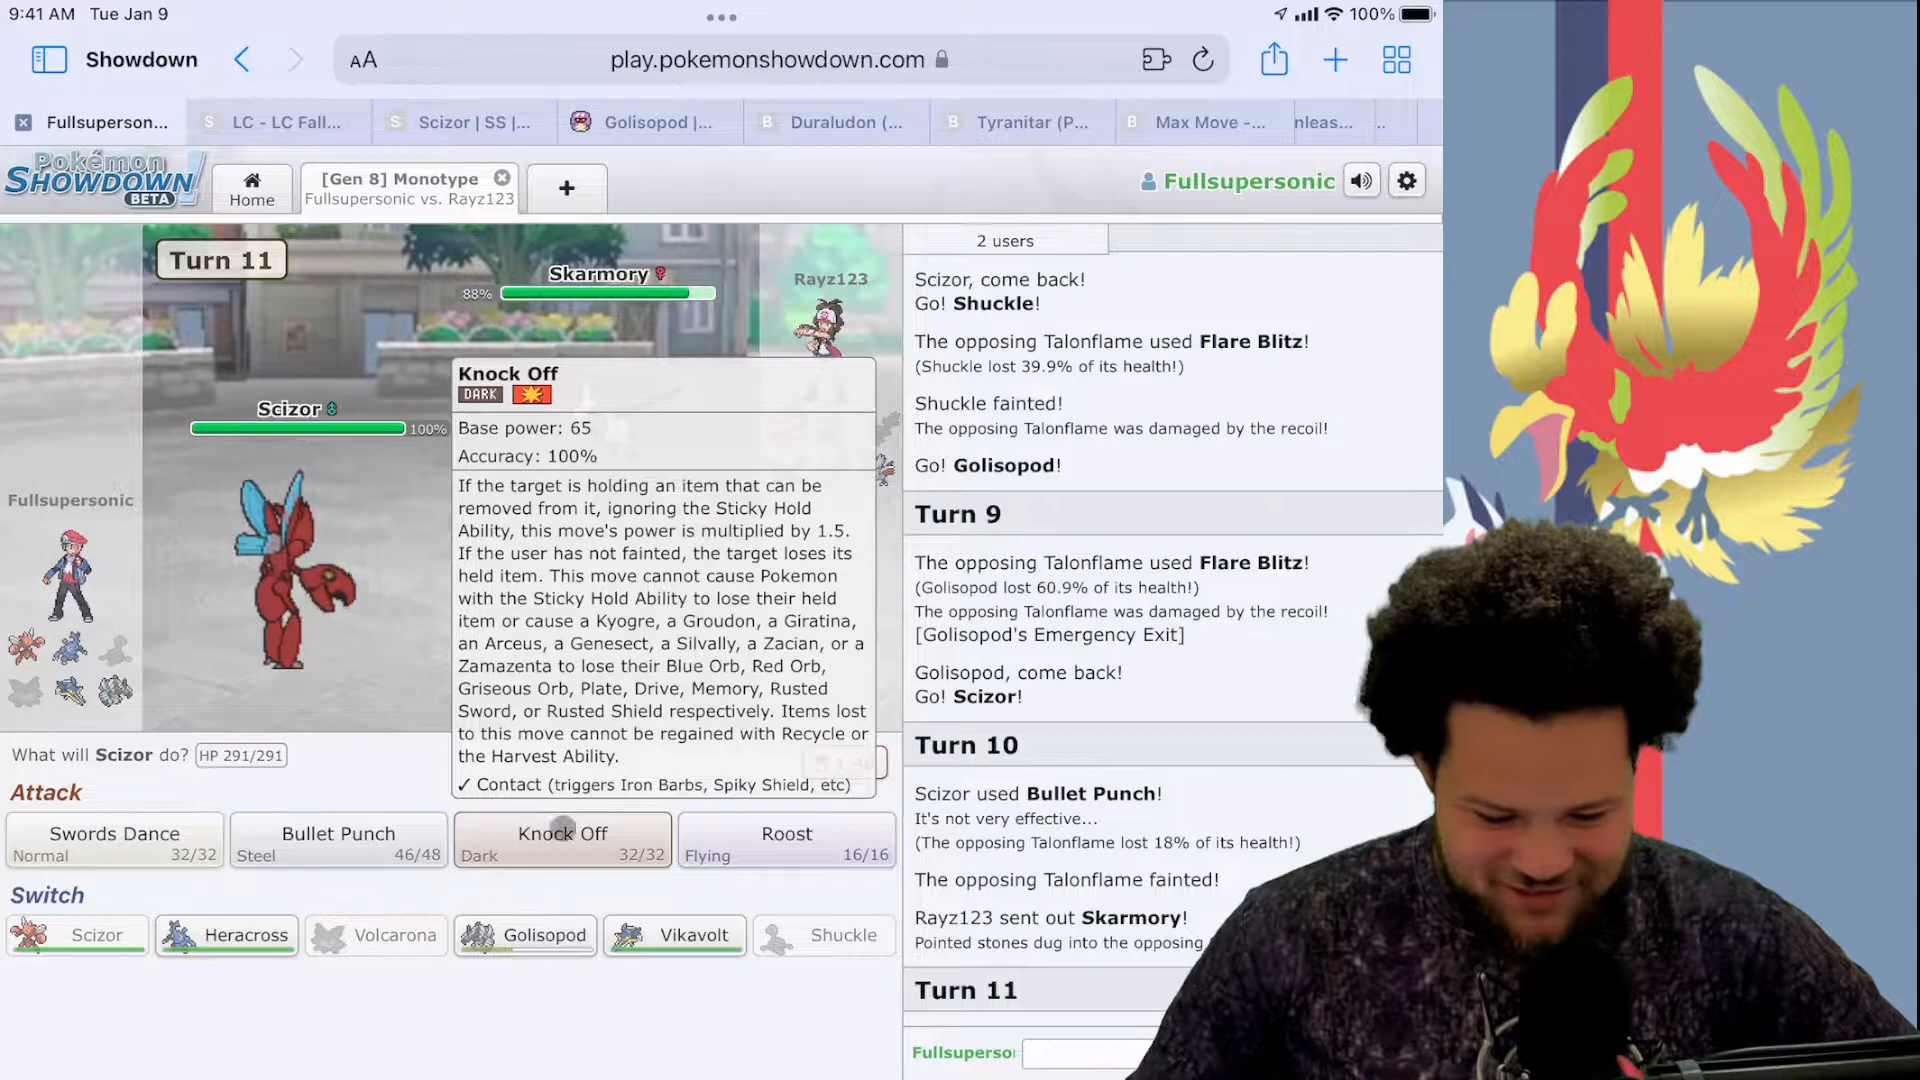 9:41 AM Tue Jan 9
100%
Showdown
AA
play.pokemonshowdown.com
Fullsuperson...
S LC - LC Fall...
S Scizor | SS |...
Golisopod |...
B Duraludon (...
B Tyranitar (P...
B Max Move -...
nleas...
..
Pokémon
SHOWDOWN
BETA
Home
[Gen 8] Monotype
Fullsupersonic vs. Rayz123
+
Fullsupersonic
Turn 11
Skarmory
88%
Rayz123
Scizor
100%
Fullsupersonic
Knock Off
DARK
Base power: 65
Accuracy: 100%
If the target is holding an item that can be
removed from it, ignoring the Sticky Hold
Ability, this move's power is multiplied by 1.5.
If the user has not fainted, the target loses its
held item. This move cannot cause Pokemon
with the Sticky Hold Ability to lose their held
item or cause a Kyogre, a Groudon, a Giratina,
an Arceus, a Genesect, a Silvally, a Zacian, or a
Zamazenta to lose their Blue Orb, Red Orb,
Griseous Orb, Plate, Drive, Memory, Rusted
Sword, or Rusted Shield respectively. Items lost
to this move cannot be regained with Recycle or
the Harvest Ability.
✓ Contact (triggers Iron Barbs, Spiky Shield, etc)
What will Scizor do? HP 291/291
Attack
Swords Dance
Normal 32/32
Bullet Punch
Steel 46/48
Knock Off
Dark 32/32
Roost
Flying 16/16
Switch
Scizor
Heracross
Volcarona
Golisopod
Vikavolt
Shuckle
2 users
Scizor, come back!
Go! Shuckle!
The opposing Talonflame used Flare Blitz!
(Shuckle lost 39.9% of its health!)
Shuckle fainted!
The opposing Talonflame was damaged by the recoil!
Go! Golisopod!
Turn 9
The opposing Talonflame used Flare Blitz!
(Golisopod lost 60.9% of its health!)
The opposing Talonflame was damaged by the recoil!
[Golisopod's Emergency Exit]
Golisopod, come back!
Go! Scizor!
Turn 10
Scizor used Bullet Punch!
It's not very effective...
(The opposing Talonflame lost 18% of its health!)
The opposing Talonflame fainted!
Rayz123 sent out Skarmory!
Pointed stones dug into the opposing
Turn 11
Fullsuperso